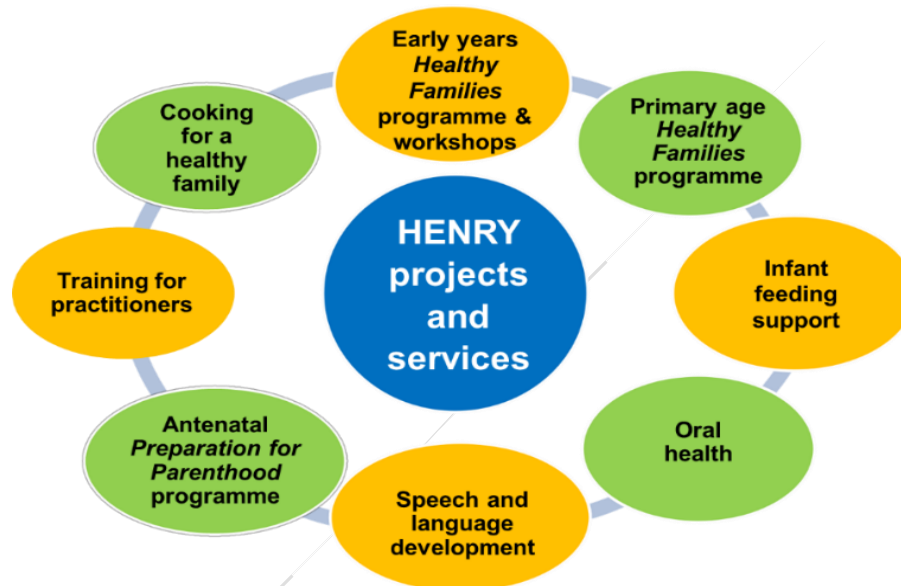 Early years
Healthy
Families
programme &
workshops
Primary age
Healthy
Families
programme
Infant
feeding
support
Oral
health
Speech and
language
development
Antenatal
Preparation for
Parenthood
programme
Training for
practitioners
Cooking
for a
healthy
family
HENRY
projects
and
services